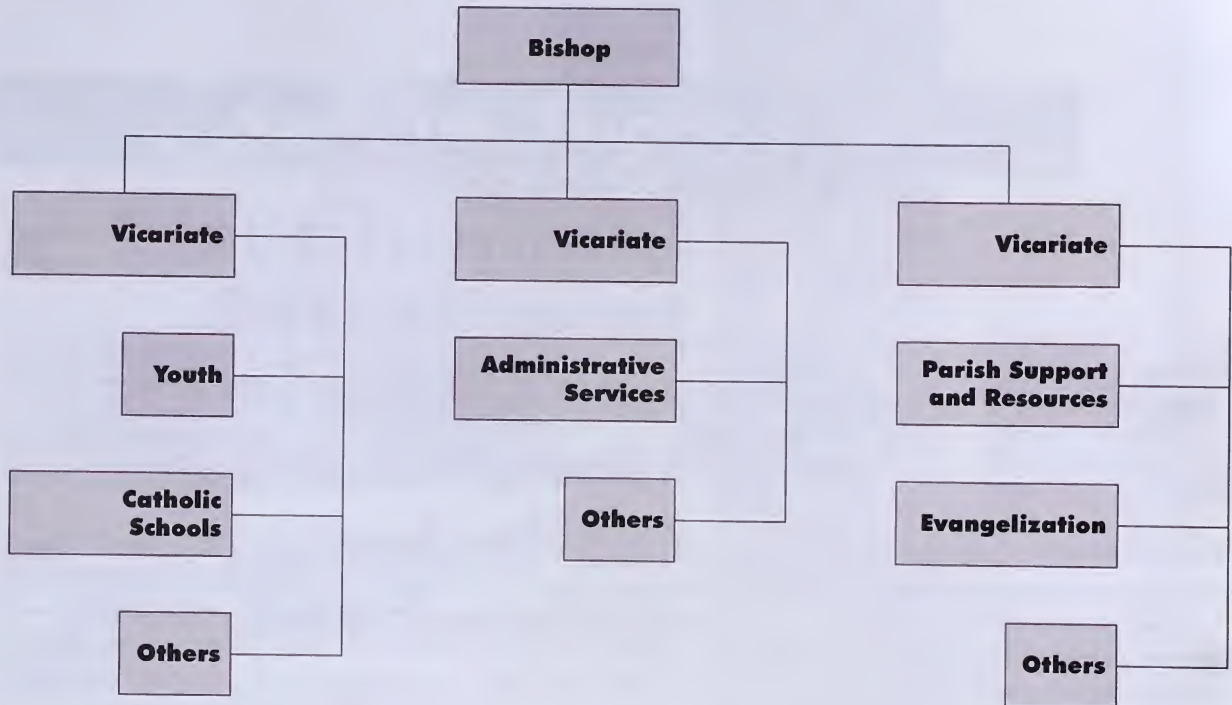 Bishop
Vicariate
Youth
Catholic
Schools
Others
Vicariate
Administrative
Services
Others
Vicariate
Parish Support
and Resources
Evangelization
Others